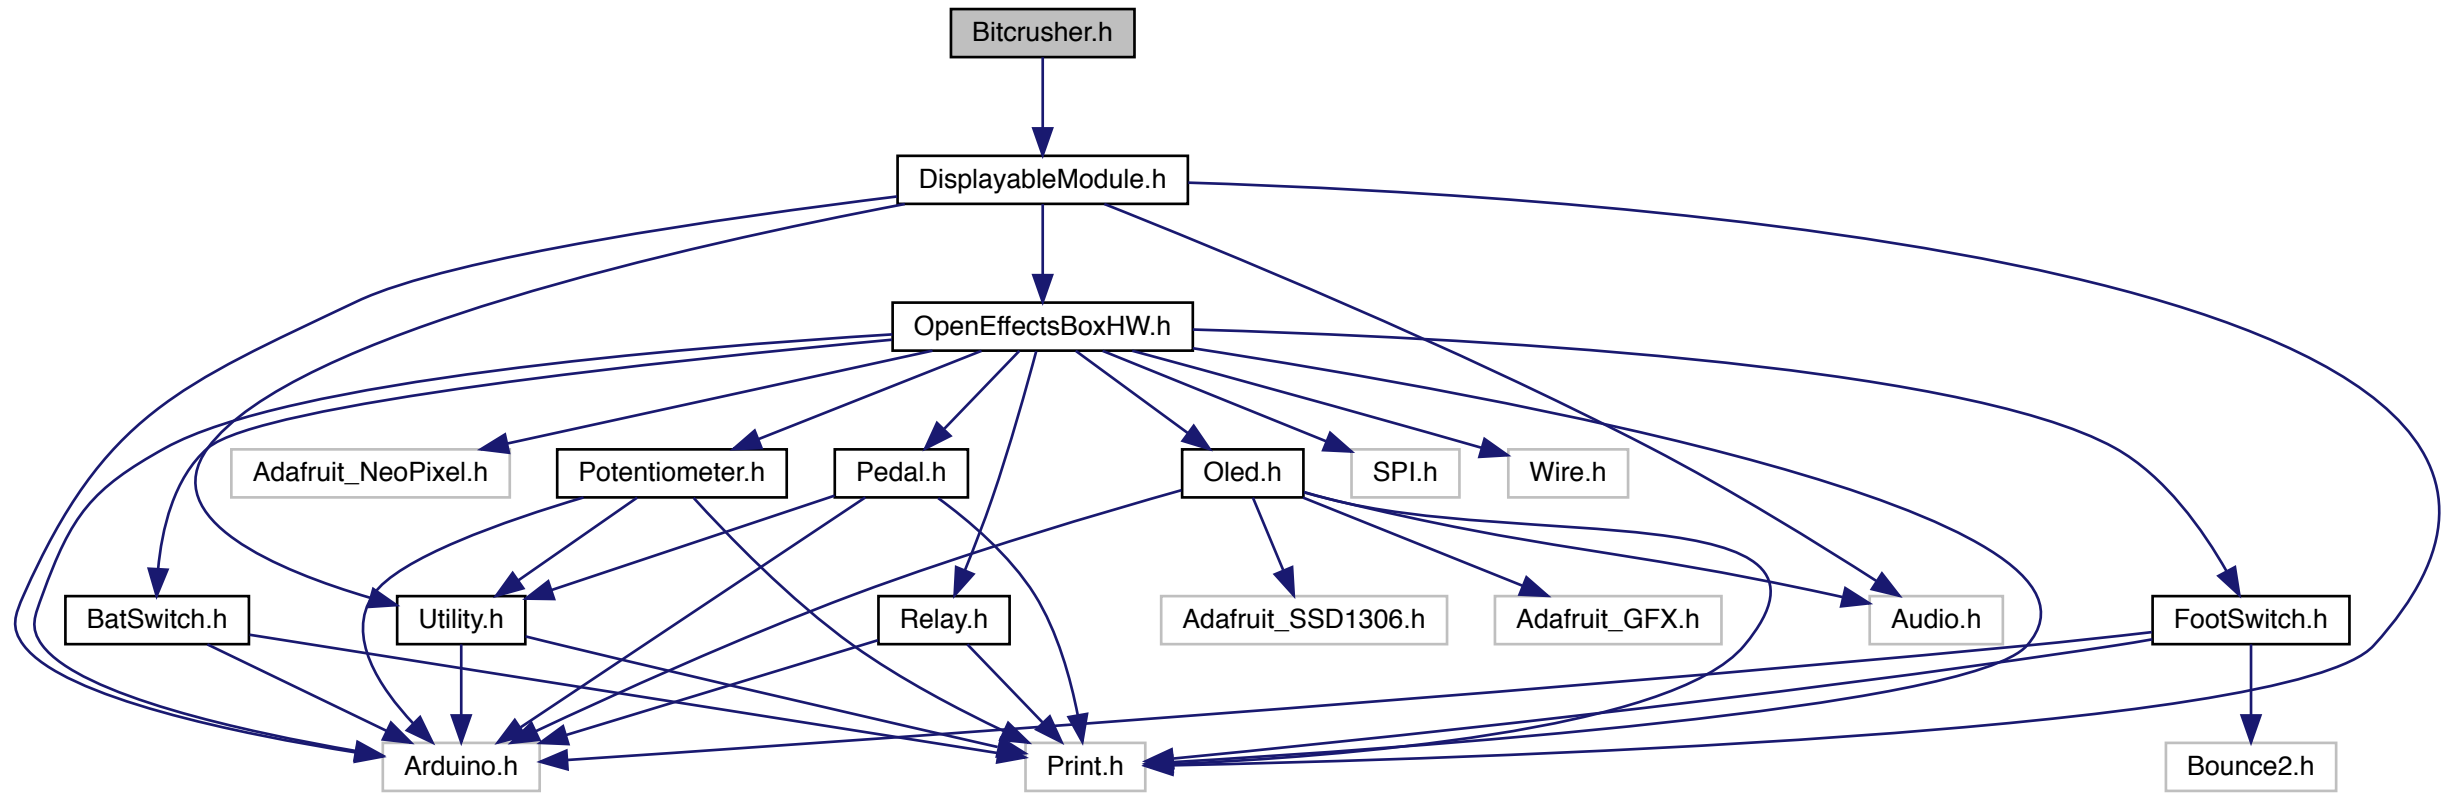 Bitcrusher.h
DisplayableModule.h
OpenEffectsBoxHW.h
Adafruit_NeoPixel.h
Potentiometer.h
Pedal.h
Oled.h
SPI.h
Wire.h
BatSwitch.h
Utility.h
Relay.h
Adafruit_SSD1306.h
Adafruit_GFX.h
Audio.h
FootSwitch.h
Arduino.h
Print.h
Bounce2.h